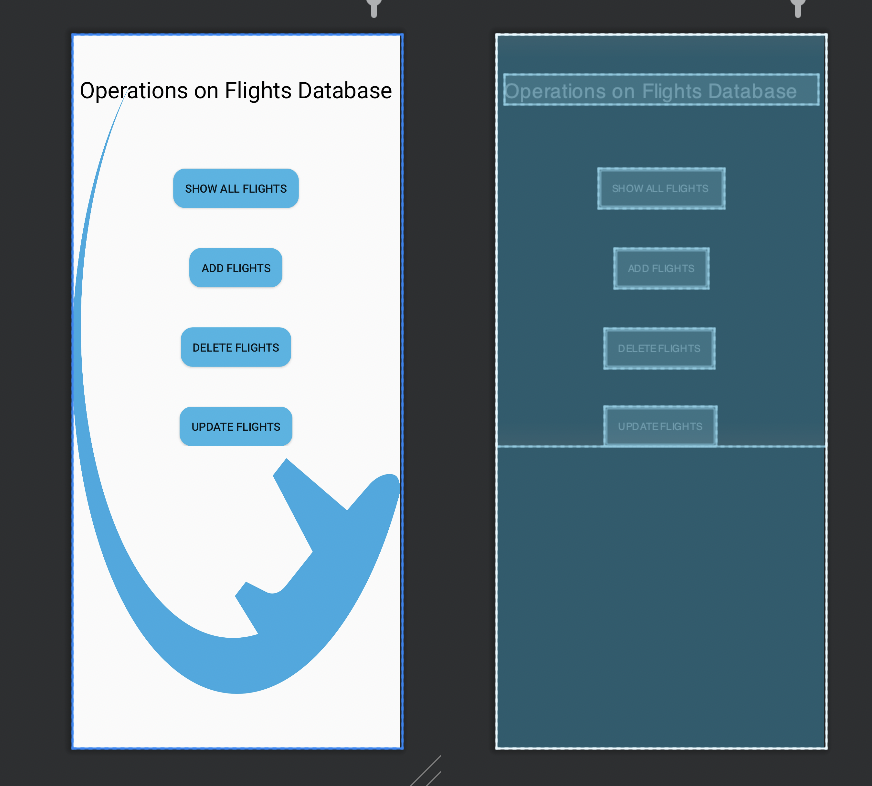 Operations on Flights Database
SHOW ALL FLIGHTS
ADD FLIGHTS
DELETE FLIGHTS
UPDATE FLIGHTS
Operations on Flights Database
SHOW ALL FLIGHTS
ADD FLIGHTS
DELETE FLIGHTS
UPDATE FLIGHTS